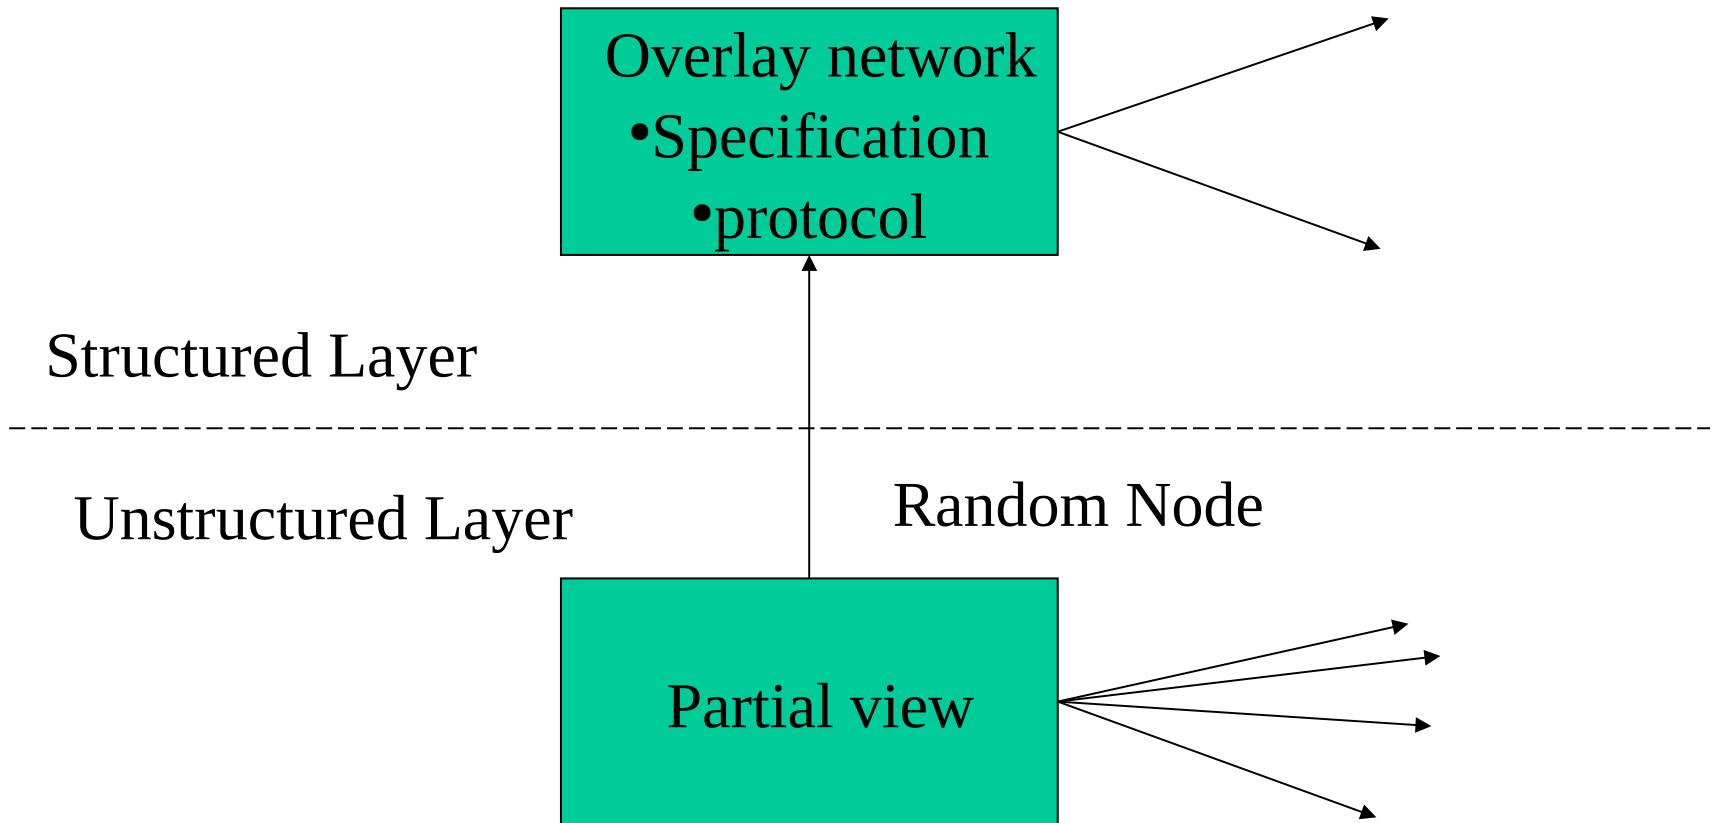 Overlay network
•Specification
•protocol
Structured Layer
Unstructured Layer
Random Node
Partial view